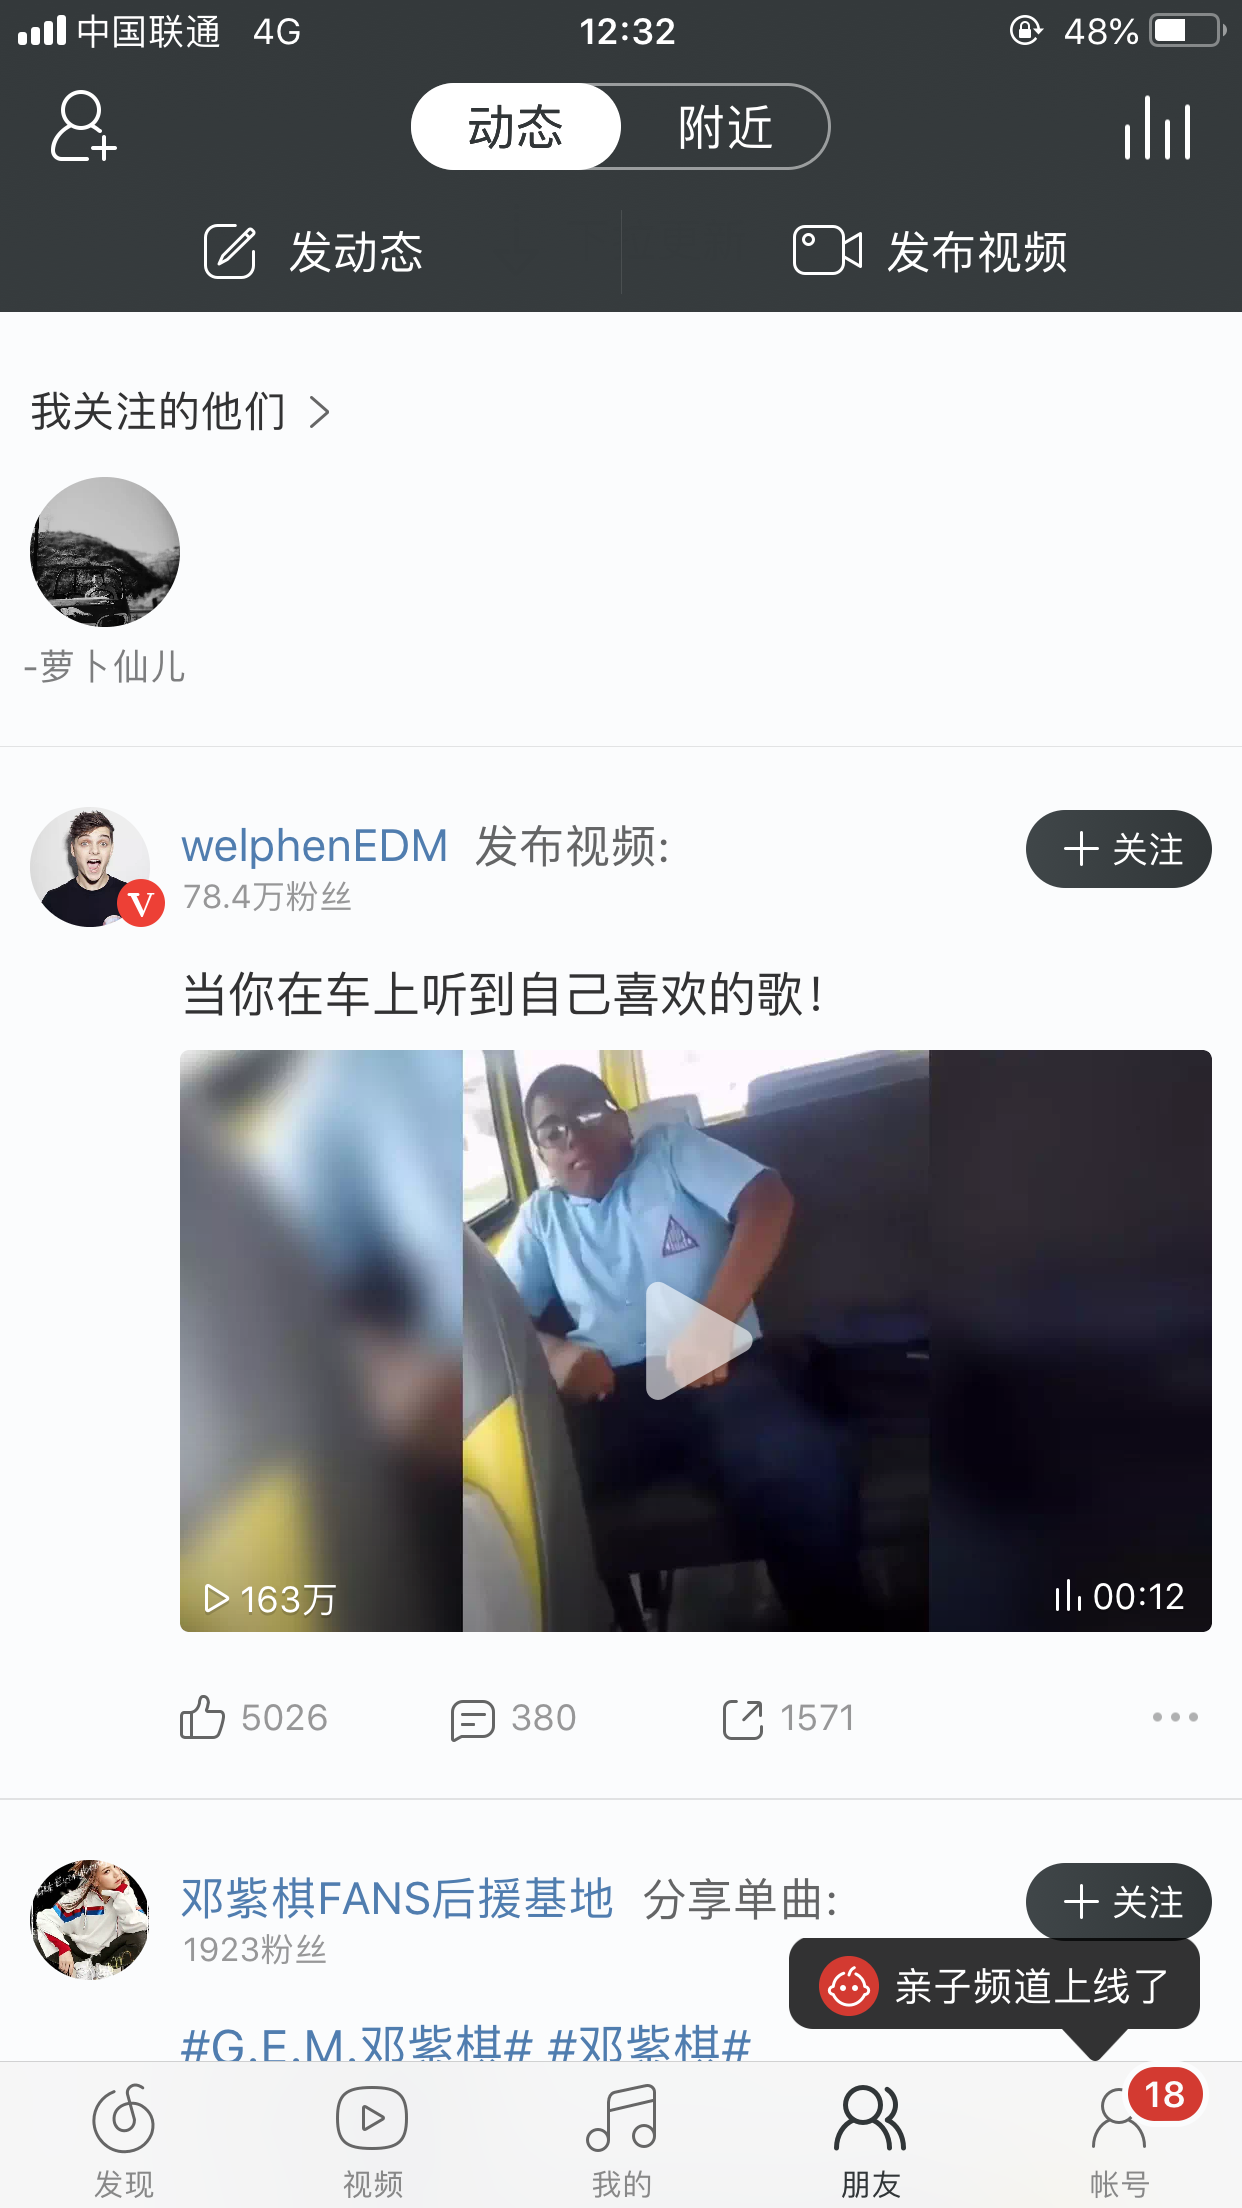 中国联通 4G 12:32 48%
动态 附近
发动态 发布视频
我关注的他们
-萝卜仙儿
welphenEDM 发布视频:
+ 关注
78.4万粉丝
V
当你在车上听到自己喜欢的歌!
163万 00:12
5026 380 1571
邓紫棋FANS后援基地 分享单曲:
+ 关注
1923粉丝
亲子频道上线了
#G.E.M.邓紫棋# #邓紫棋#
18
发现 视频 我的 朋友 帐号